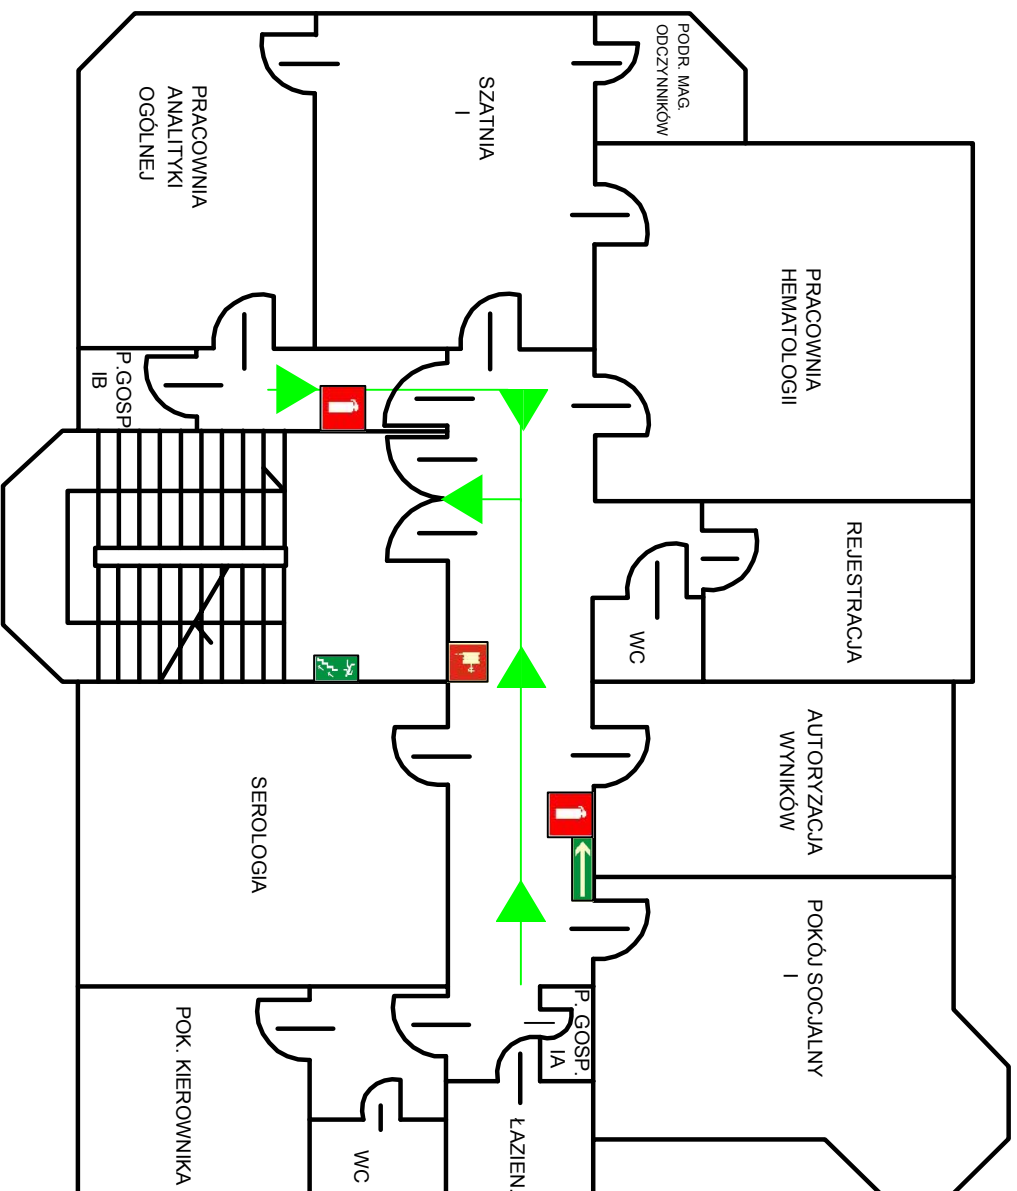 PODR. MAG.
ODCZYNNIKÓW
SZATNIA
I
PRACOWNIA
ANALITYKI
OGÓLNEJ
PRACOWNIA
HEMATOLOGII
P.GOSP
IB
REJESTRACJA
WC
AUTORYZACJA
WYNIKÓW
SEROLOGIA
POKÓJ SOCJALNY
I
P. GOSP.
IA
POK. KIEROWNIKA
WC
ŁAZIEN.